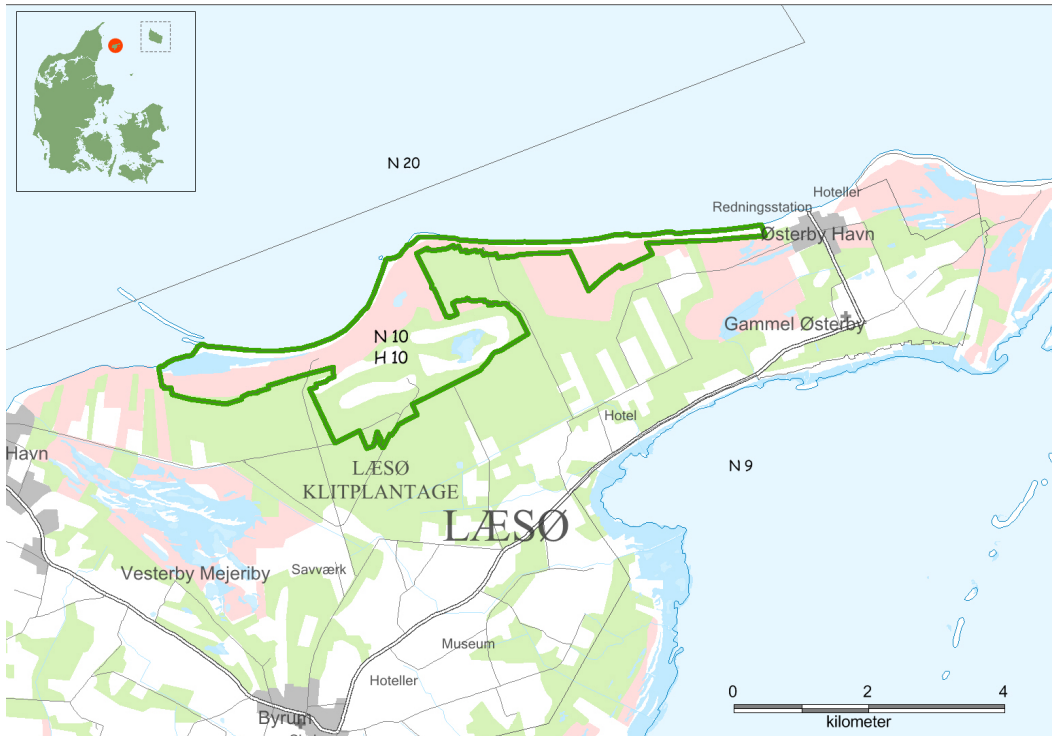 N 20
Hoteller
Redningsstation
Østerby Havn
Gammel Østerby
N 10
H 10
Hotel
Havn
LÆSØ
KLITPLANTAGE
N 9
LÆSØ
Vesterby Mejeriby
Savværk
Museum
Hoteller
Byrum
0 2 4
kilometer